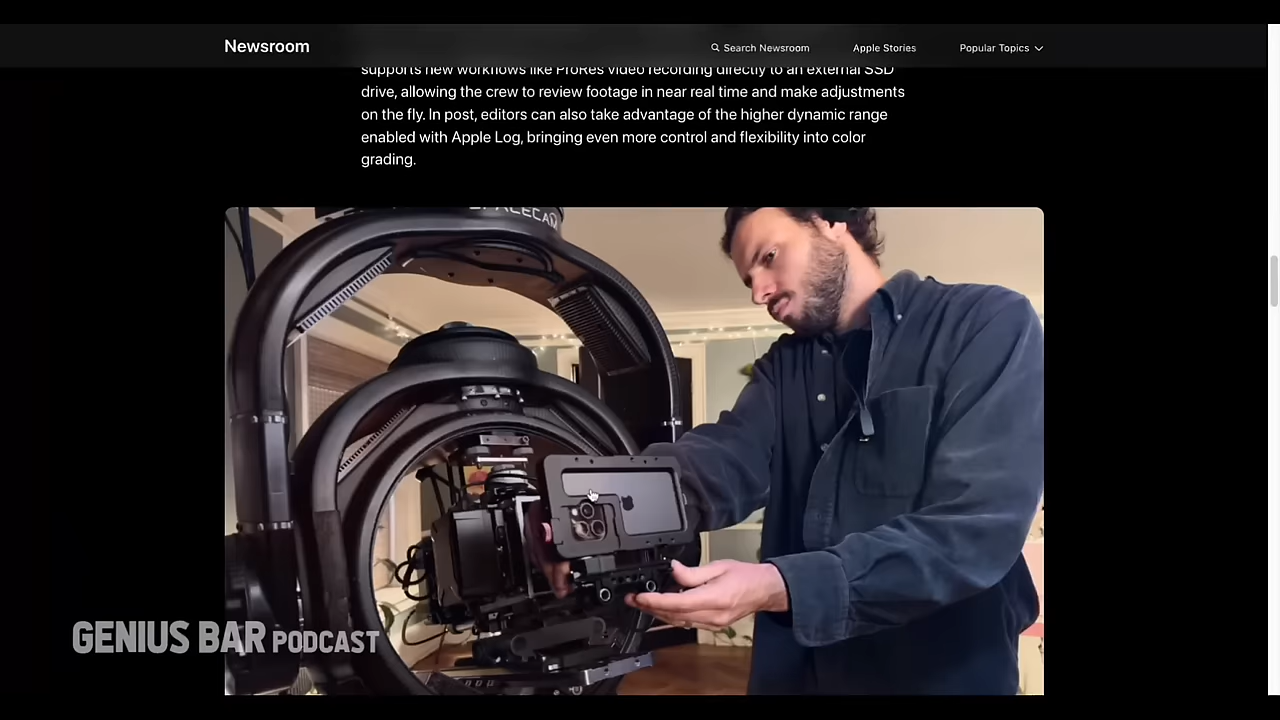 Newsroom
Search Newsroom
Apple Stories
Popular Topics
supports new workflows like ProRes video recording directly to an external SSD
drive, allowing the crew to review footage in near real time and make adjustments
on the fly. In post, editors can also take advantage of the higher dynamic range
enabled with Apple Log, bringing even more control and flexibility into color
grading.
SPACECAM
GENIUS BAR PODCAST